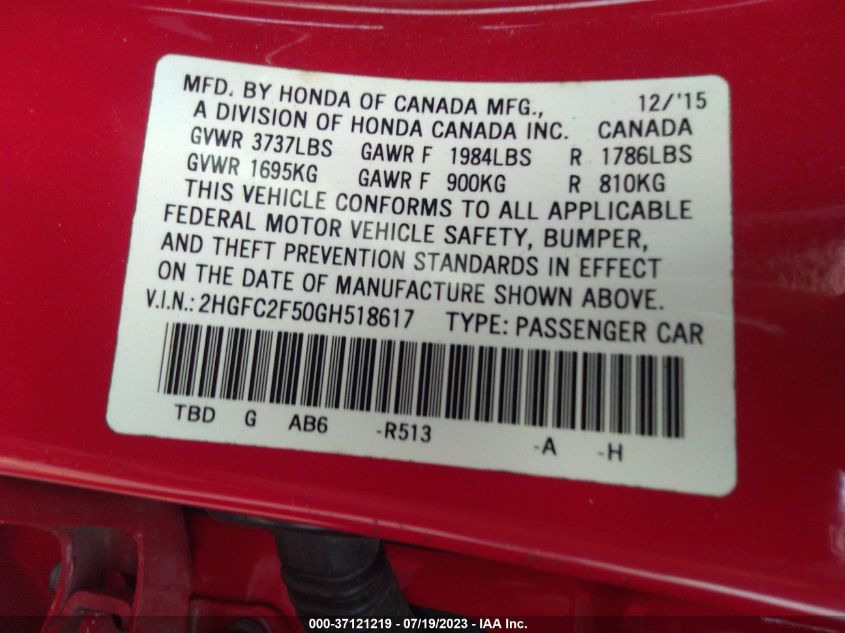 MFD. BY HONDA OF CANADA MFG., 12/'15
A DIVISION OF HONDA CANADA INC. CANADA
GVWR 3737LBS GAWR F 1984LBS R 1786LBS
GVWR 1695KG GAWR F 900KG R 810KG
THIS VEHICLE CONFORMS TO ALL APPLICABLE
FEDERAL MOTOR VEHICLE SAFETY, BUMPER,
AND THEFT PREVENTION STANDARDS IN EFFECT
ON THE DATE OF MANUFACTURE SHOWN ABOVE.
V.I.N.: 2HGFC2F50GH518617 TYPE: PASSENGER CAR
TBD G AB6 -R513 -A -H
000-37121219 - 07/19/2023 - IAA Inc.